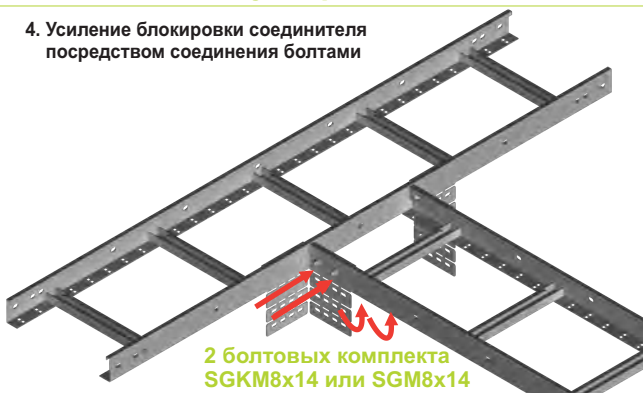 4. Усиление блокировки соединителя
посредством соединения болтами
2 болтовых комплекта
SGKM8x14 или SGM8x14